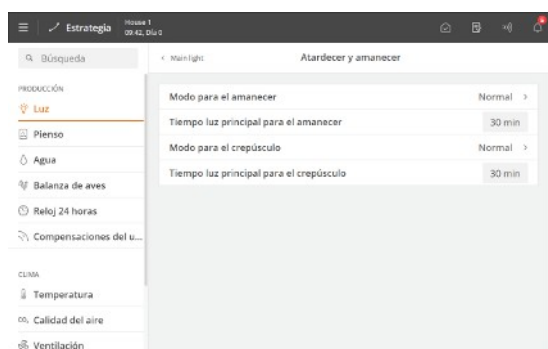 Estrategia
House 1
09:42, Día 0
Búsqueda
< Main light
Atardecer y amanecer
PRODUCCIÓN
Luz
Pienso
Agua
Balanza de aves
Reloj 24 horas
Compensaciones del u...
CLIMA
Temperatura
CO₂ Calidad del aire
Ventilación
Modo para el amanecer Normal >
Tiempo luz principal para el amanecer 30 min
Modo para el crepúsculo Normal >
Tiempo luz principal para el crepúsculo 30 min